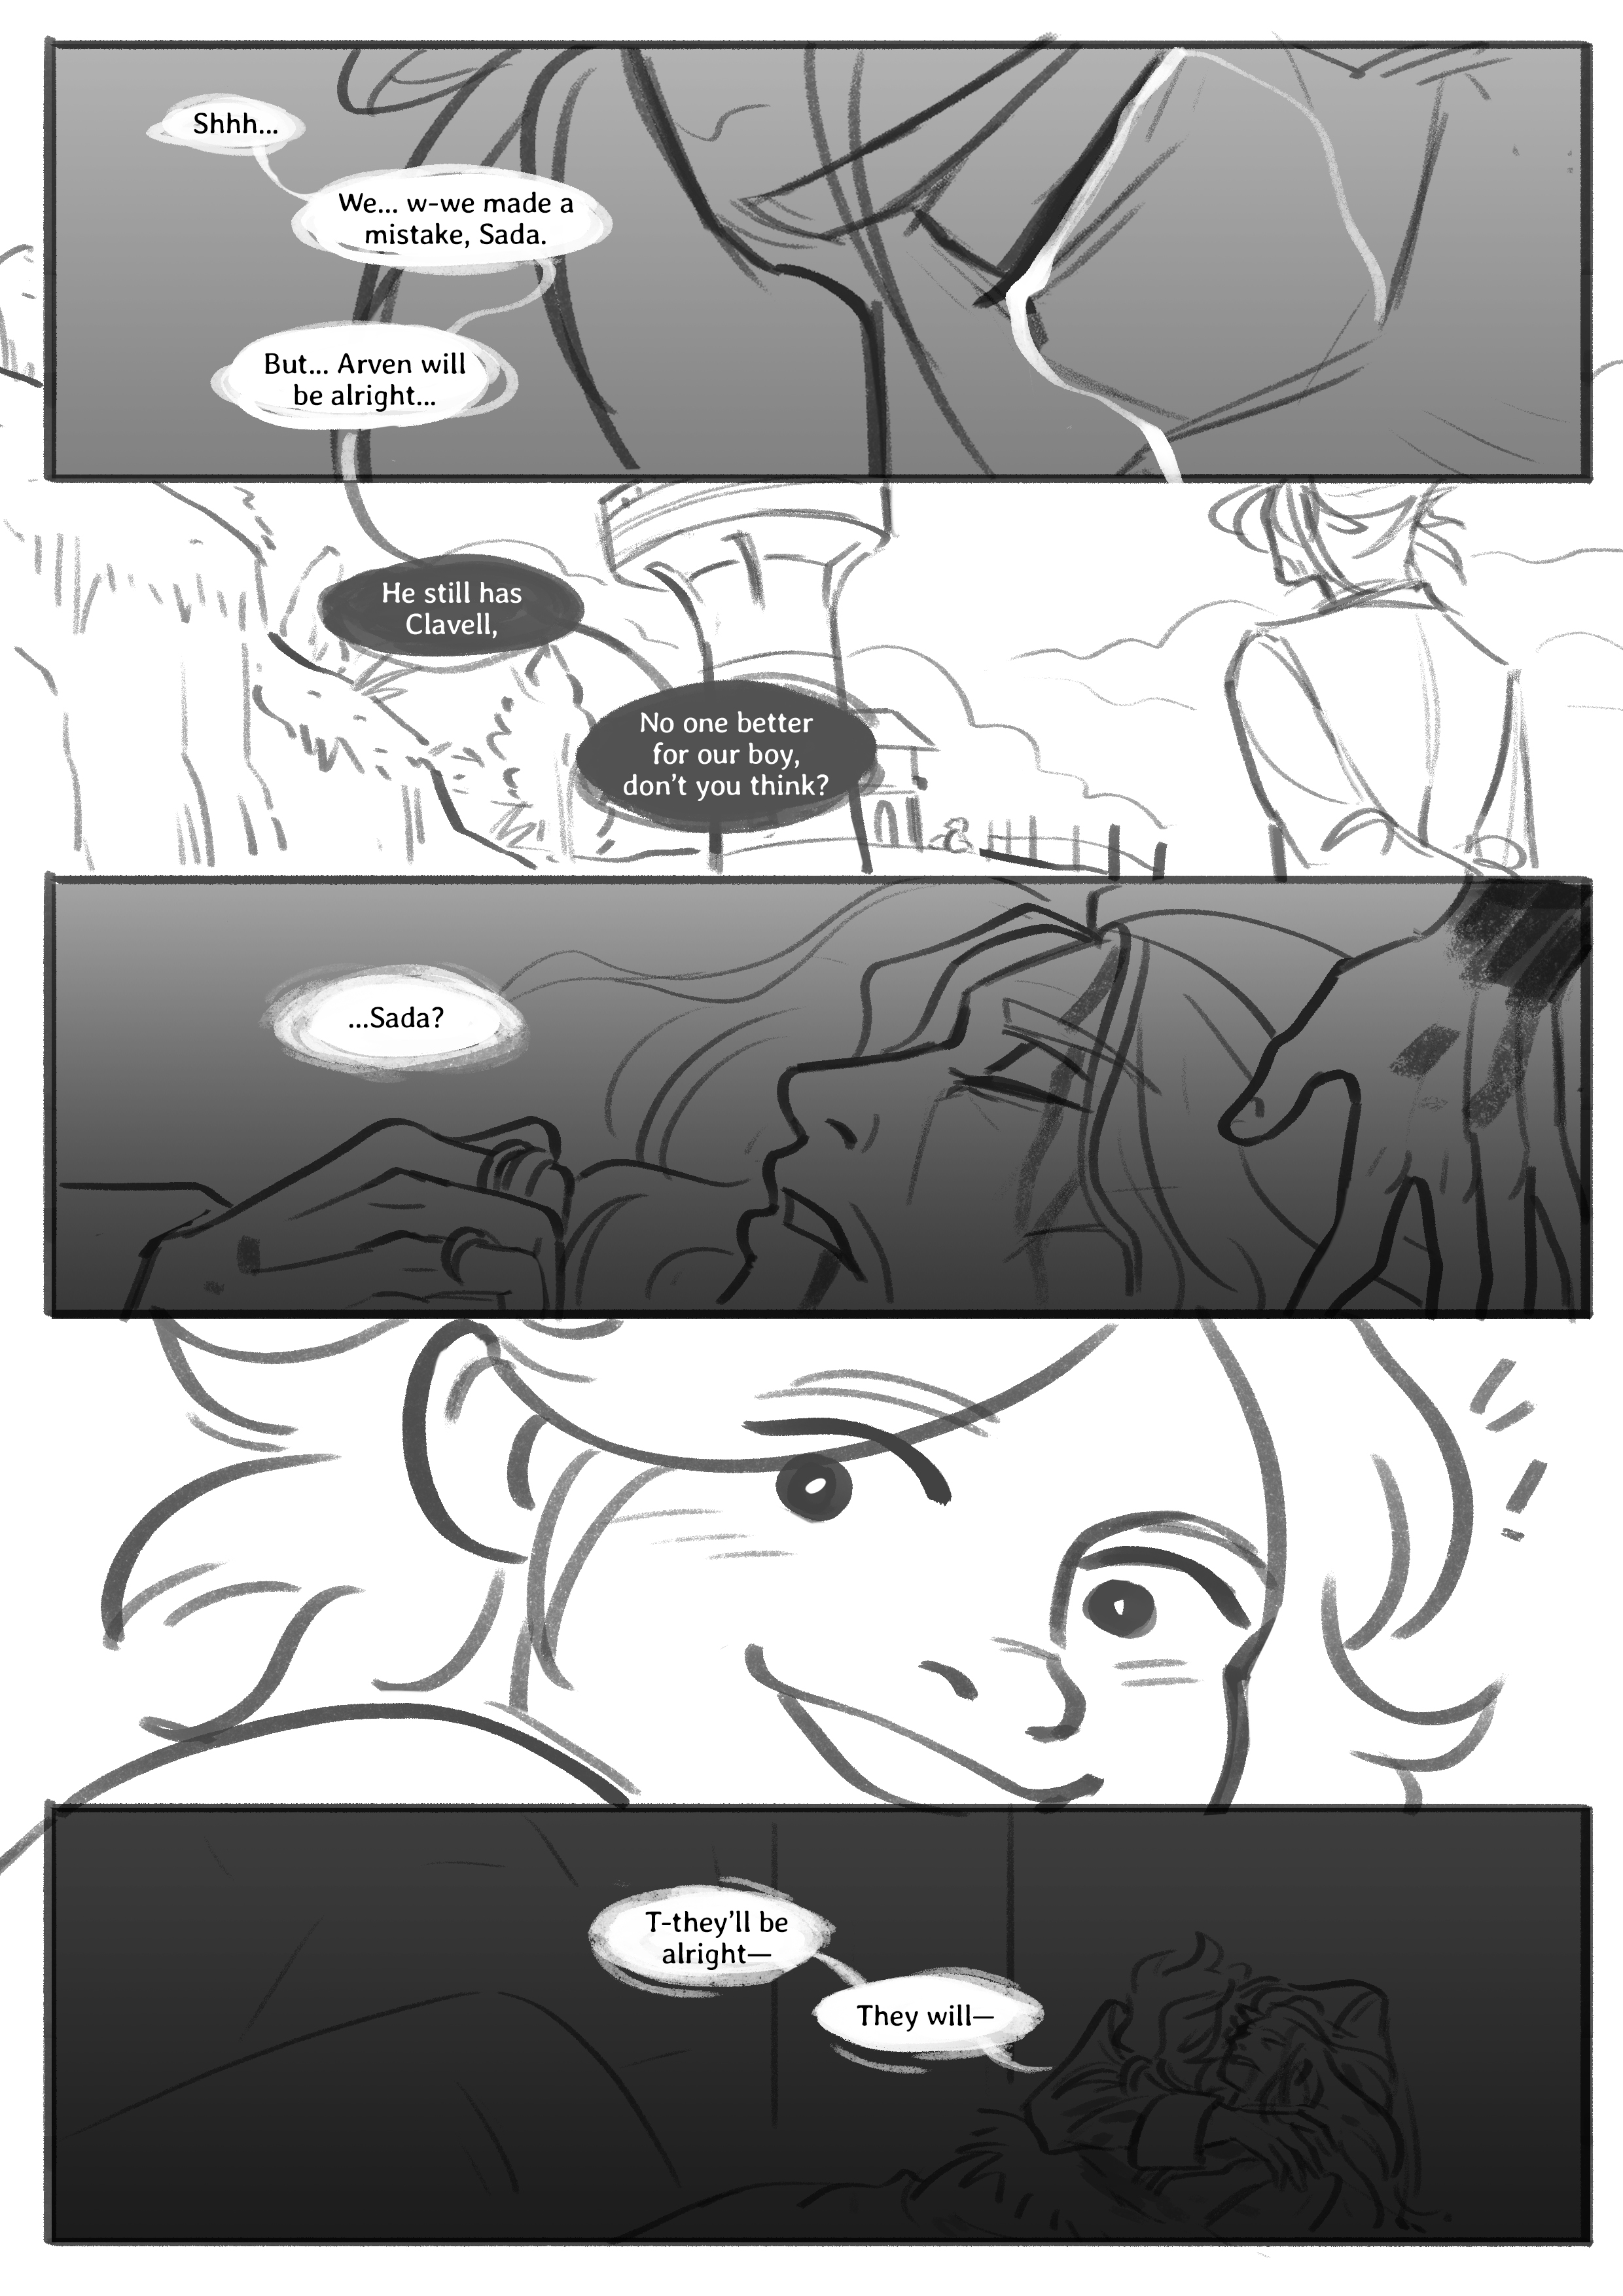 Shhh...
We... w-we made a
mistake, Sada.
But... Arven will
be alright...
He still has
Clavell,
No one better
for our boy,
don't you think?
...Sada?
T-they'll be
alright—
They will—